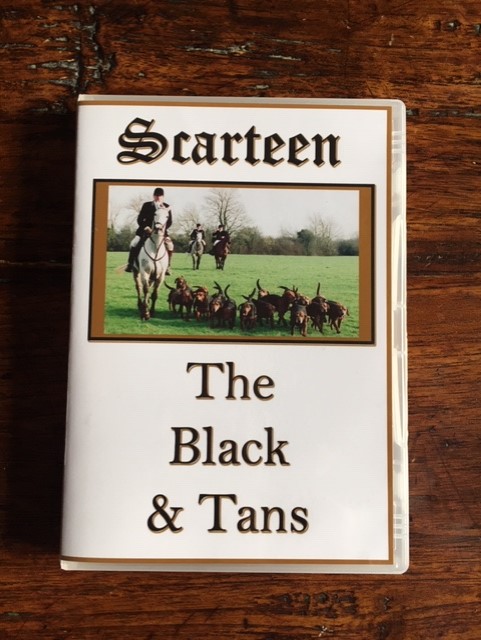 Scarteen
The
Black
& Tans